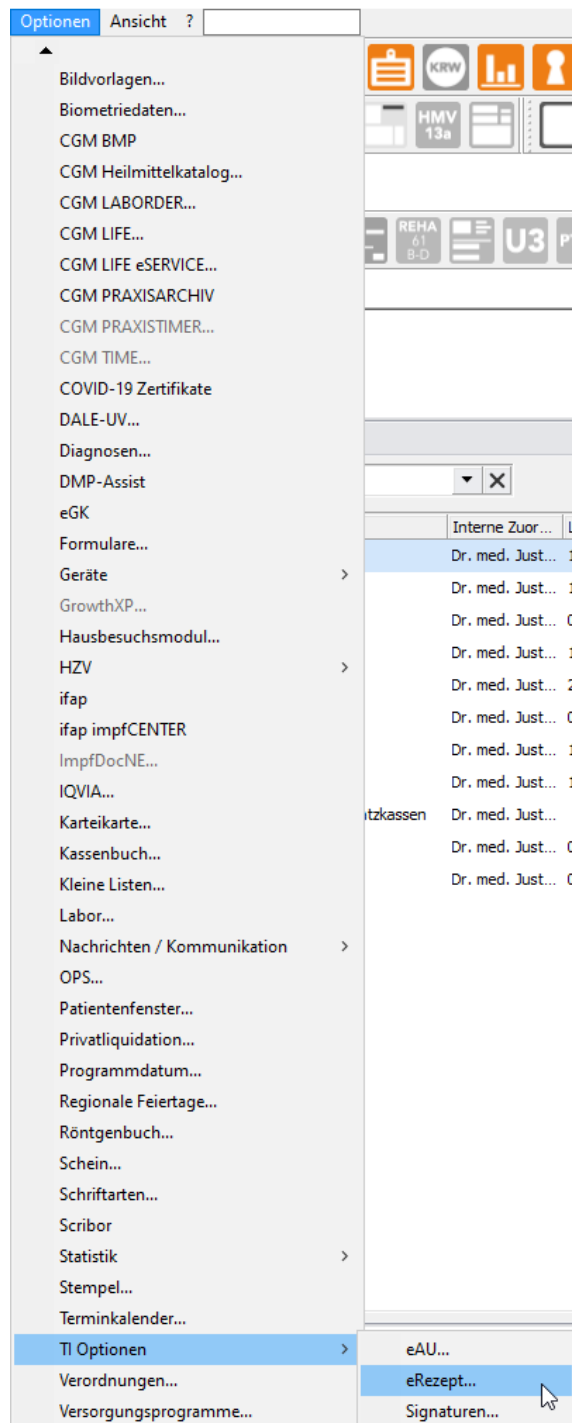 Optionen Ansicht ?
Bildvorlagen...
Biometriedaten...
CGM BMP
CGM Heilmittelkatalog...
CGM LABORDER...
CGM LIFE...
CGM LIFE eSERVICE...
CGM PRAXISARCHIV
CGM PRAXISTIMER...
CGM TIME...
COVID-19 Zertifikate
DALE-UV...
Diagnosen...
DMP-Assist
eGK
Formulare...
Geräte
GrowthXP...
Hausbesuchsmodul...
HZV
ifap
ifap impfCENTER
ImpfDocNE...
IQVIA...
Karteikarte...
Kassenbuch...
Kleine Listen...
Labor...
Nachrichten / Kommunikation
OPS...
Patientenfenster...
Privatliquidation...
Programmdatum...
Regionale Feiertage...
Röntgenbuch...
Schein...
Schriftarten...
Scribor
Statistik
Stempel...
Terminkalender...
TI Optionen
Verordnungen...
Versorgungsprogramme...
eAU...
eRezept...
Signaturen...
KRW
HMV
13a
REHA
61
B-D
U3
Interne Zuor...
Dr. med. Just...
Dr. med. Just...
Dr. med. Just...
Dr. med. Just...
Dr. med. Just...
Dr. med. Just...
Dr. med. Just...
Dr. med. Just...
tzkassen Dr. med. Just...
Dr. med. Just...
Dr. med. Just...